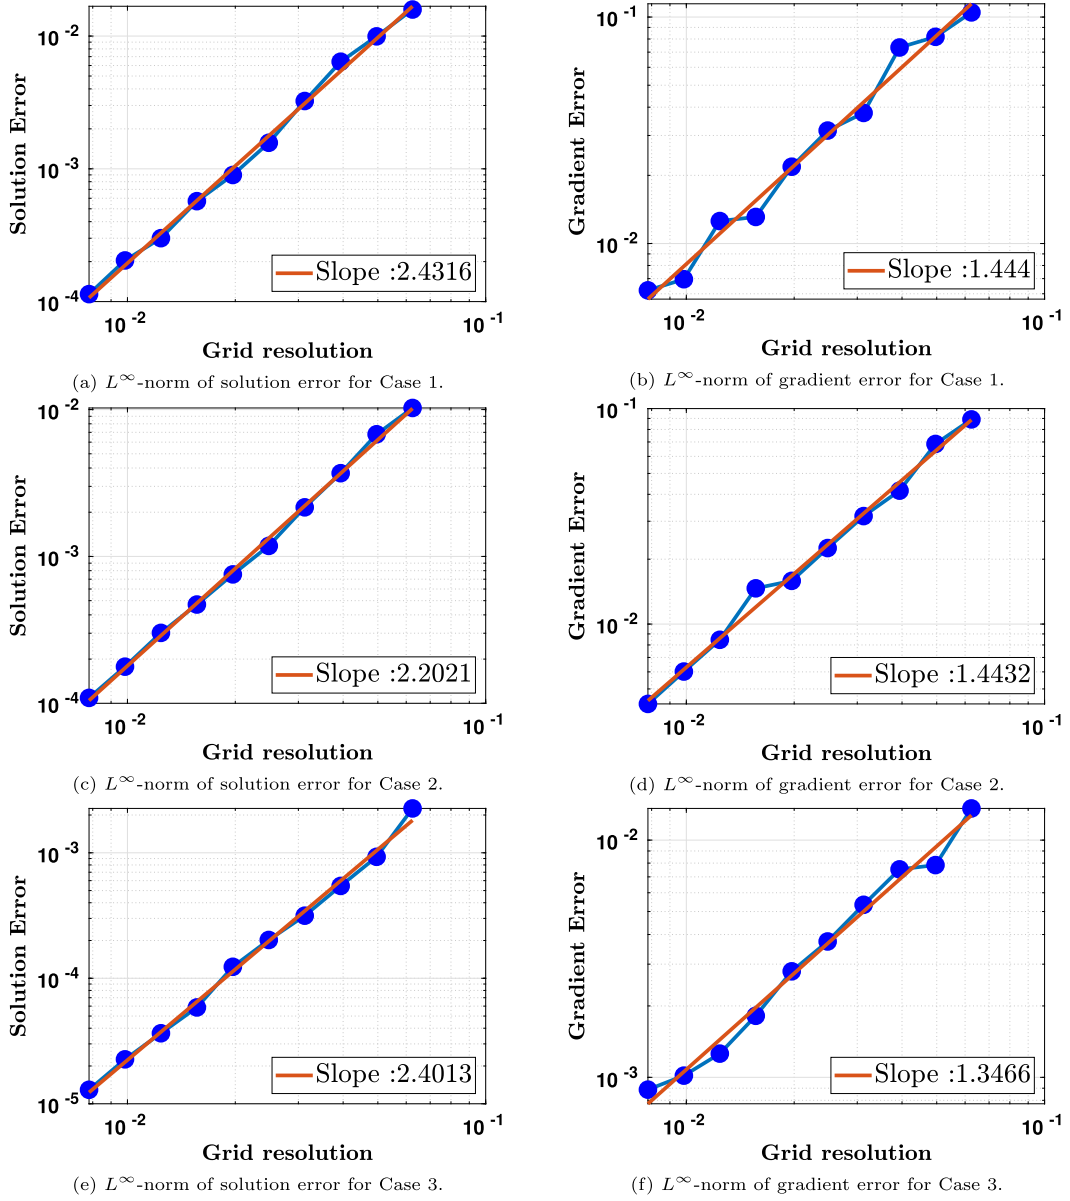 Solution Error
10^-2
10^-3
10^-4
Slope :2.4316
10^-2
10^-1
Grid resolution
(a) L^∞-norm of solution error for Case 1.
Gradient Error
10^-1
10^-2
Slope :1.444
10^-2
10^-1
Grid resolution
(b) L^∞-norm of gradient error for Case 1.
Solution Error
10^-2
10^-3
10^-4
Slope :2.2021
10^-2
10^-1
Grid resolution
(c) L^∞-norm of solution error for Case 2.
Gradient Error
10^-1
10^-2
Slope :1.4432
10^-2
10^-1
Grid resolution
(d) L^∞-norm of gradient error for Case 2.
Solution Error
10^-3
10^-4
10^-5
Slope :2.4013
10^-2
10^-1
Grid resolution
(e) L^∞-norm of solution error for Case 3.
Gradient Error
10^-2
10^-3
Slope :1.3466
10^-2
10^-1
Grid resolution
(f) L^∞-norm of gradient error for Case 3.